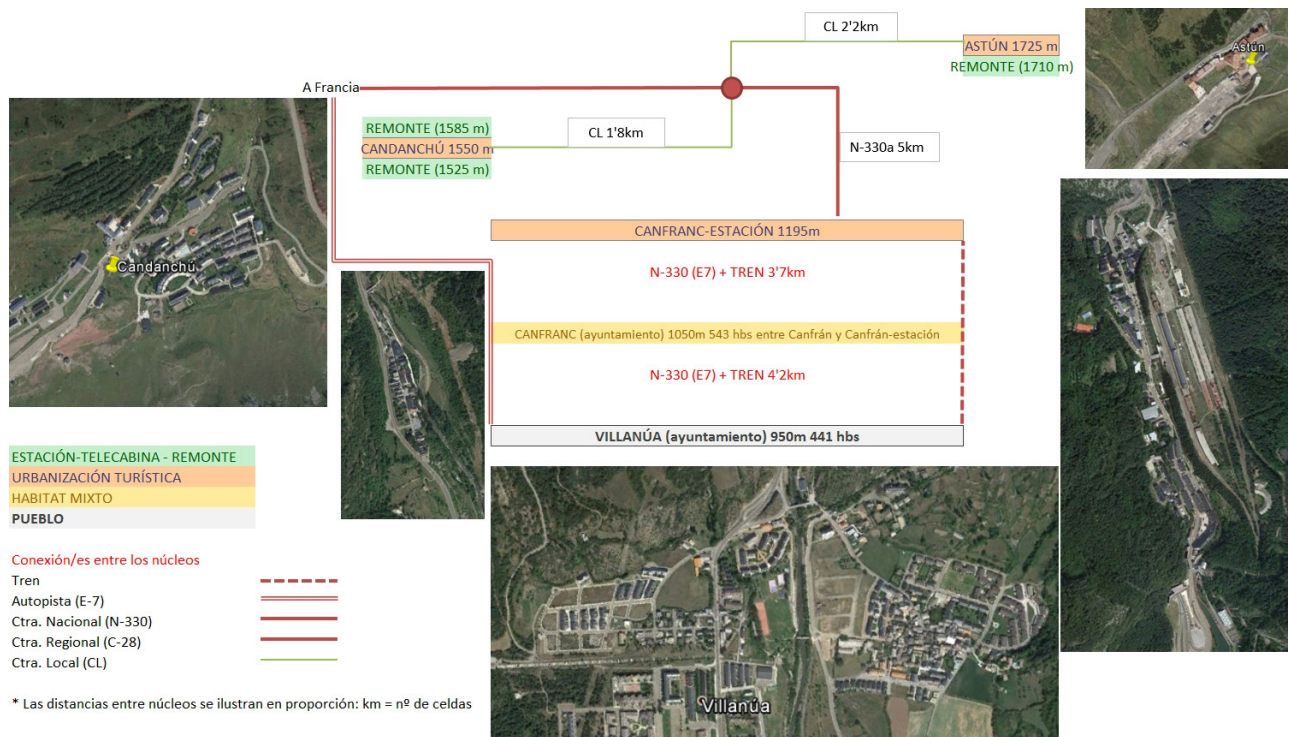 CL 2'2km
ASTÚN 1725 m
REMONTE (1710 m)
Astún
A Francia
REMONTE (1585 m)
CANDANCHÚ 1550 m
REMONTE (1525 m)
CL 1'8km
N-330a 5km
Candanchú
CANFRANC-ESTACIÓN 1195m
N-330 (E7) + TREN 3'7km
CANFRANC (ayuntamiento) 1050m 543 hbs entre Canfrán y Canfrán-estación
N-330 (E7) + TREN 4'2km
VILLANÚA (ayuntamiento) 950m 441 hbs
ESTACIÓN-TELECABINA - REMONTE
URBANIZACIÓN TURÍSTICA
HABITAT MIXTO
PUEBLO
Conexión/es entre los núcleos
Tren
Autopista (E-7)
Ctra. Nacional (N-330)
Ctra. Regional (C-28)
Ctra. Local (CL)
* Las distancias entre núcleos se ilustran en proporción: km = nº de celdas
Villanúa